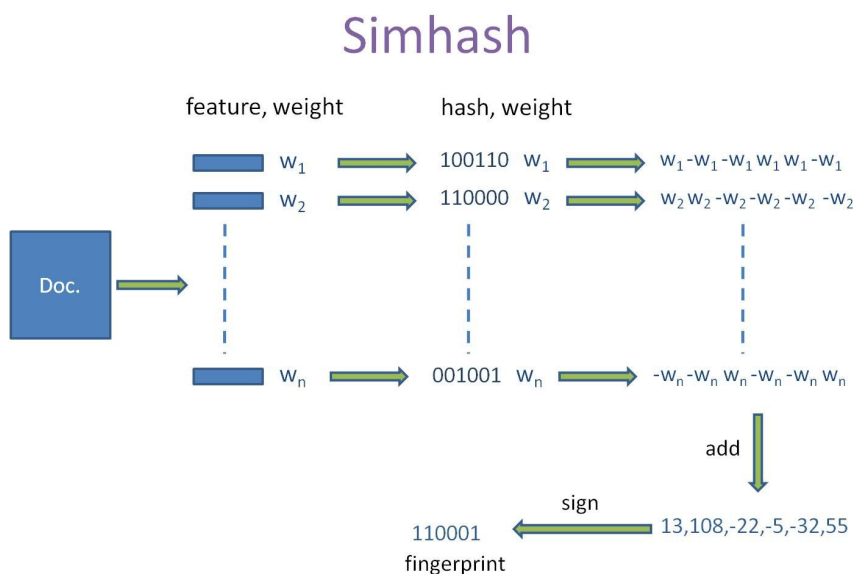 Simhash
feature, weight hash, weight
w1 100110 w1 w1 -w1 -w1 w1 w1 -w1
w2 110000 w2 w2 w2 -w2 -w2 -w2 -w2
Doc.
wn 001001 wn -wn -wn wn -wn -wn wn
add
sign
110001 13,108,-22,-5,-32,55
fingerprint